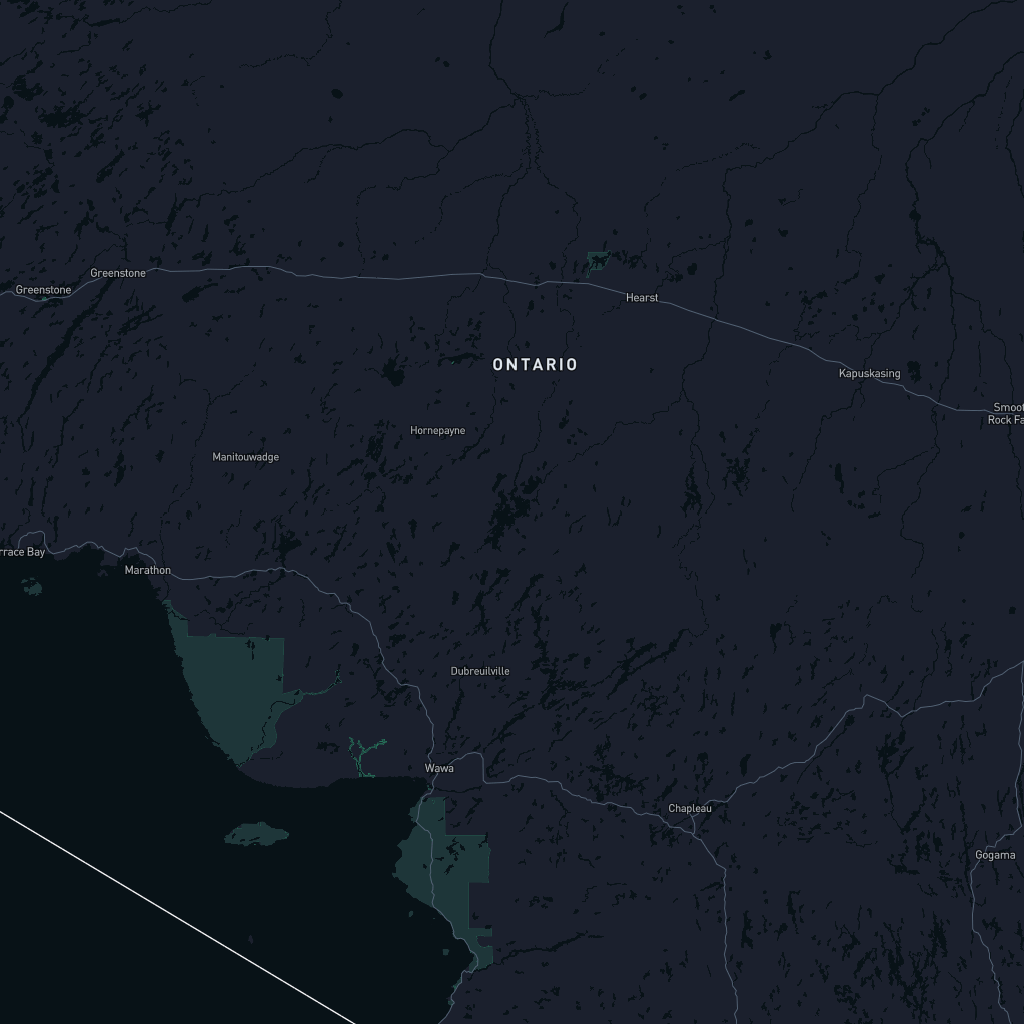 Greenstone
Greenstone
Hearst
ONTARIO
Kapuskasing
Smoot
Rock Fa
Hornepayne
Manitouwadge
rrace Bay
Marathon
Dubreuilville
Wawa
Chapleau
Gogama